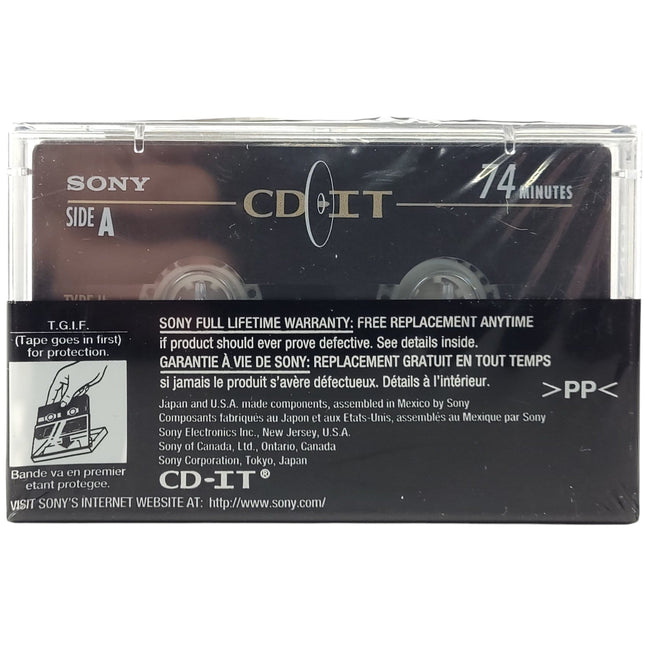 SONY
SIDE A
CD-IT
74 MINUTES
TYPE II
T.G.I.F.
(Tape goes in first)
for protection.
Bande va en premier
etant protegee.
SONY FULL LIFETIME WARRANTY: FREE REPLACEMENT ANYTIME
if product should ever prove defective. See details inside.
GARANTIE À VIE DE SONY: REPLACEMENT GRATUIT EN TOUT TEMPS
si jamais le produit s'avère défectueux. Détails à l'intérieur.
>PP<
Japan and U.S.A. made components, assembled in Mexico by Sony
Composants fabriqués au Japon et aux Etats-Unis, assemblés au Mexique par Sony
Sony Electronics Inc., New Jersey, U.S.A.
Sony of Canada, Ltd., Ontario, Canada
Sony Corporation, Tokyo, Japan
CD-IT®
VISIT SONY'S INTERNET WEBSITE AT: http://www.sony.com/